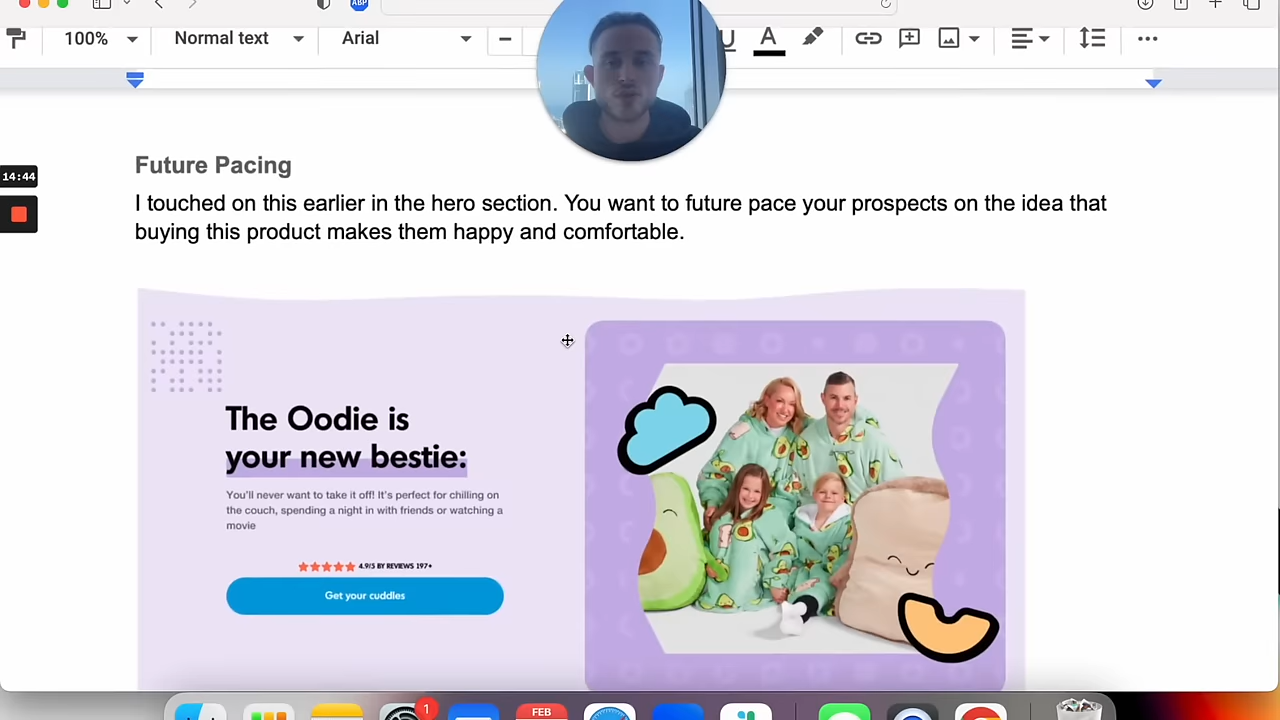 ABP
100%
Normal text
Arial
U
A
14:44
Future Pacing
I touched on this earlier in the hero section. You want to future pace your prospects on the idea that
buying this product makes them happy and comfortable.
The Oodie is
your new bestie:
You'll never want to take it off! It's perfect for chilling on
the couch, spending a night in with friends or watching a
movie
4.9/5 BY REVIEWS 197+
Get your cuddles
1
FEB